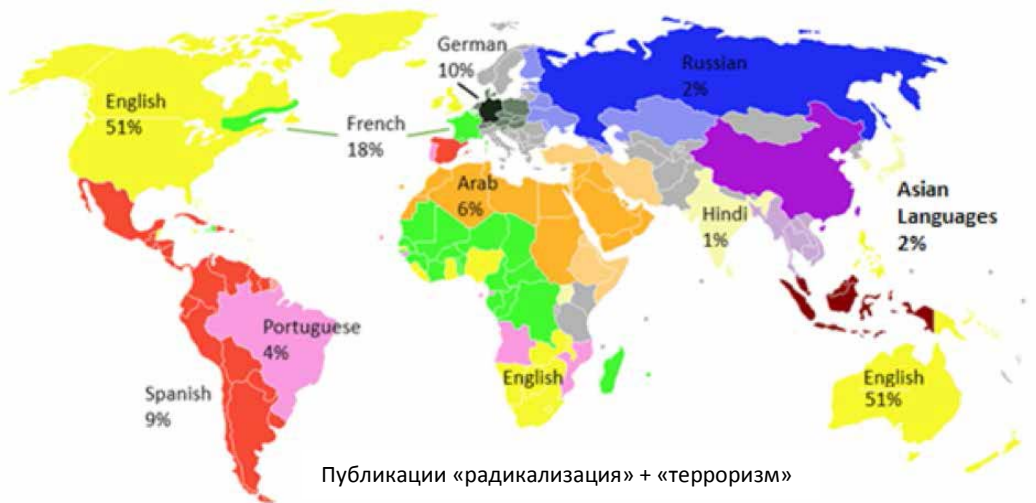 German
10%
English
51%
Russian
2%
French
18%
Arab
6%
Hindi
1%
Asian
Languages
2%
Portuguese
4%
Spanish
9%
English
English
51%
Публикации «радикализация» + «терроризм»